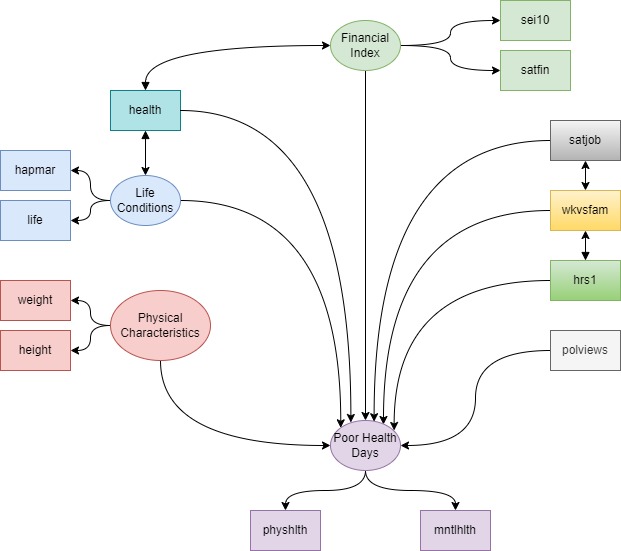 sei10
Financial
Index
satfin
health
satjob
hapmar
Life
Conditions
life
wkvsfam
weight
Physical
Characteristics
height
hrs1
polviews
Poor Health
Days
physhlth
mntlhlth